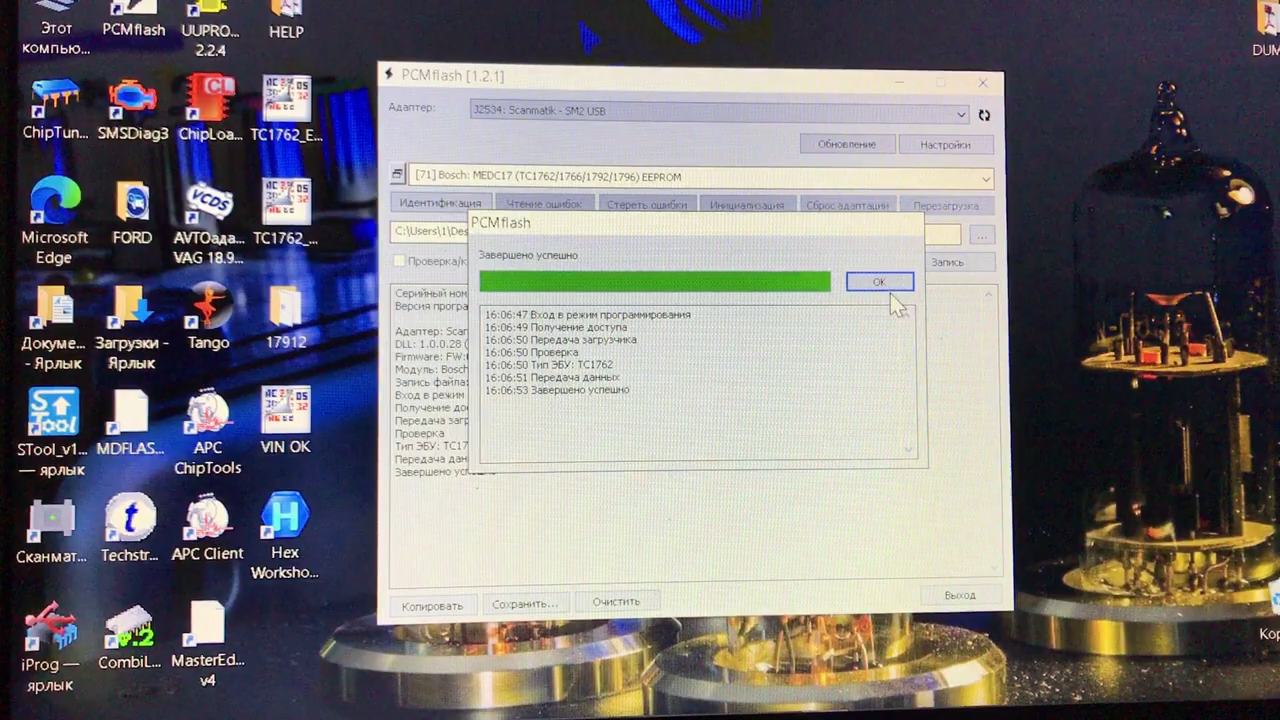 Этот
компью...
PCMflash
UUPRO...
2.2.4
HELP
DUM
ChipTun...
SMSDiag3
ChipLoa...
TC1762_E...
Microsoft
Edge
FORD
AVTOада...
VAG 18.9...
TC1762_...
Докуме...
- Ярлык
Загрузки -
Ярлык
Tango
17912
STool_v1...
— ярлык
MDFLAS...
APC
ChipTools
VIN OK
Сканмат...
Techstr...
APC Client
Hex
Worksho...
iProg —
ярлык
CombiL...
MasterEd...
v4
Кор
PCMflash [1.2.1]
Адаптер:
J2534: Scanmatik - SM2 USB
Обновление
Настройки
[71] Bosch: MEDC17 (TC1762/1766/1792/1796) EEPROM
Идентификация
Чтение ошибок
Стереть ошибки
Инициализация
Сброс адаптации
Перезагрузка
C:\Users\1\Des
...
Проверка/к
Запись
Серийный ном
Версия програ
Адаптер: Scan
DLL: 1.0.0.28 (
Firmware: FW:
Модуль: Bosch
Запись файла:
Вход в режим
Получение дос
Передача загр
Проверка
Тип ЭБУ: TC17
Передача дан
Завершено усп
PCMflash
Завершено успешно
OK
16:06:47 Вход в режим программирования
16:06:49 Получение доступа
16:06:50 Передача загрузчика
16:06:50 Проверка
16:06:50 Тип ЭБУ: TC1762
16:06:51 Передача данных
16:06:53 Завершено успешно
Копировать
Сохранить...
Очистить
Выход